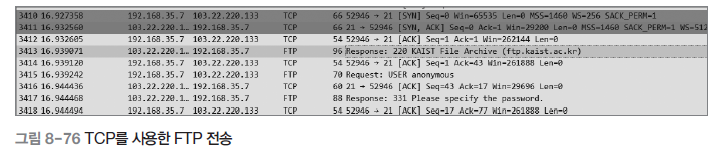 3410 16.927358 192.168.35.7 103.22.220.133 TCP 66 52946 → 21 [SYN] Seq=0 Win=65535 Len=0 MSS=1460 WS=256 SACK_PERM=1
3411 16.932560 103.22.220.1… 192.168.35.7 TCP 66 21 → 52946 [SYN, ACK] Seq=0 Ack=1 Win=29200 Len=0 MSS=1460 SACK_PERM=1 WS=512
3412 16.932605 192.168.35.7 103.22.220.133 TCP 54 52946 → 21 [ACK] Seq=1 Ack=1 Win=262144 Len=0
3413 16.939071 103.22.220.1… 192.168.35.7 FTP 96 Response: 220 KAIST File Archive (ftp.kaist.ac.kr)
3414 16.939120 192.168.35.7 103.22.220.133 TCP 54 52946 → 21 [ACK] Seq=1 Ack=43 Win=261888 Len=0
3415 16.939242 192.168.35.7 103.22.220.133 FTP 70 Request: USER anonymous
3416 16.944436 103.22.220.1… 192.168.35.7 TCP 60 21 → 52946 [ACK] Seq=43 Ack=17 Win=29696 Len=0
3417 16.944468 103.22.220.1… 192.168.35.7 FTP 88 Response: 331 Please specify the password.
3418 16.944494 192.168.35.7 103.22.220.133 TCP 54 52946 → 21 [ACK] Seq=17 Ack=77 Win=261888 Len=0
그림 8-76 TCP를 사용한 FTP 전송